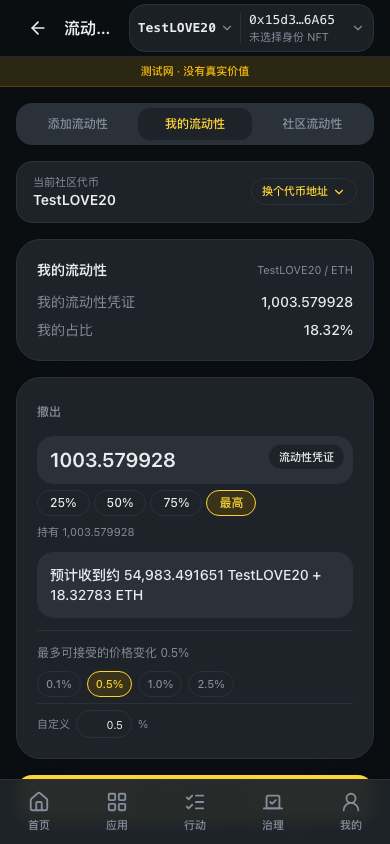 流动...
TestLOVE20
0x15d3…6A65
未选择身份 NFT
测试网 · 没有真实价值
添加流动性
我的流动性
社区流动性
当前社区代币
TestLOVE20
换个代币地址
我的流动性
TestLOVE20 / ETH
我的流动性凭证
1,003.579928
我的占比
18.32%
撤出
1003.579928
流动性凭证
25%
50%
75%
最高
持有 1,003.579928
预计收到约 54,983.491651 TestLOVE20 +
18.32783 ETH
最多可接受的价格变化 0.5%
0.1%
0.5%
1.0%
2.5%
自定义
0.5
%
首页
应用
行动
治理
我的